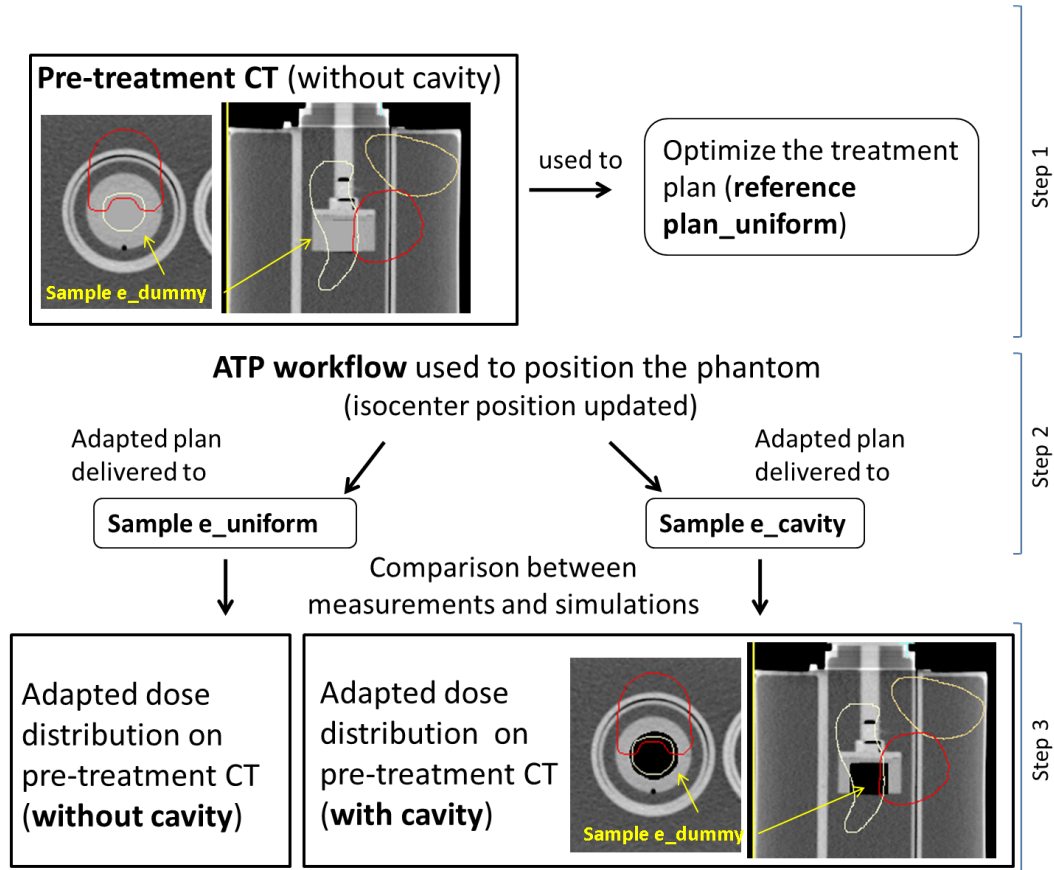 Pre-treatment CT (without cavity)
Sample e_dummy
used to
Optimize the treatment
plan (reference
plan_uniform)
Step 1
ATP workflow used to position the phantom
(isocenter position updated)
Adapted plan
delivered to
Adapted plan
delivered to
Sample e_uniform
Sample e_cavity
Step 2
Comparison between
measurements and simulations
Adapted dose
distribution on
pre-treatment CT
(without cavity)
Adapted dose
distribution on
pre-treatment CT
(with cavity)
Sample e_dummy
Step 3